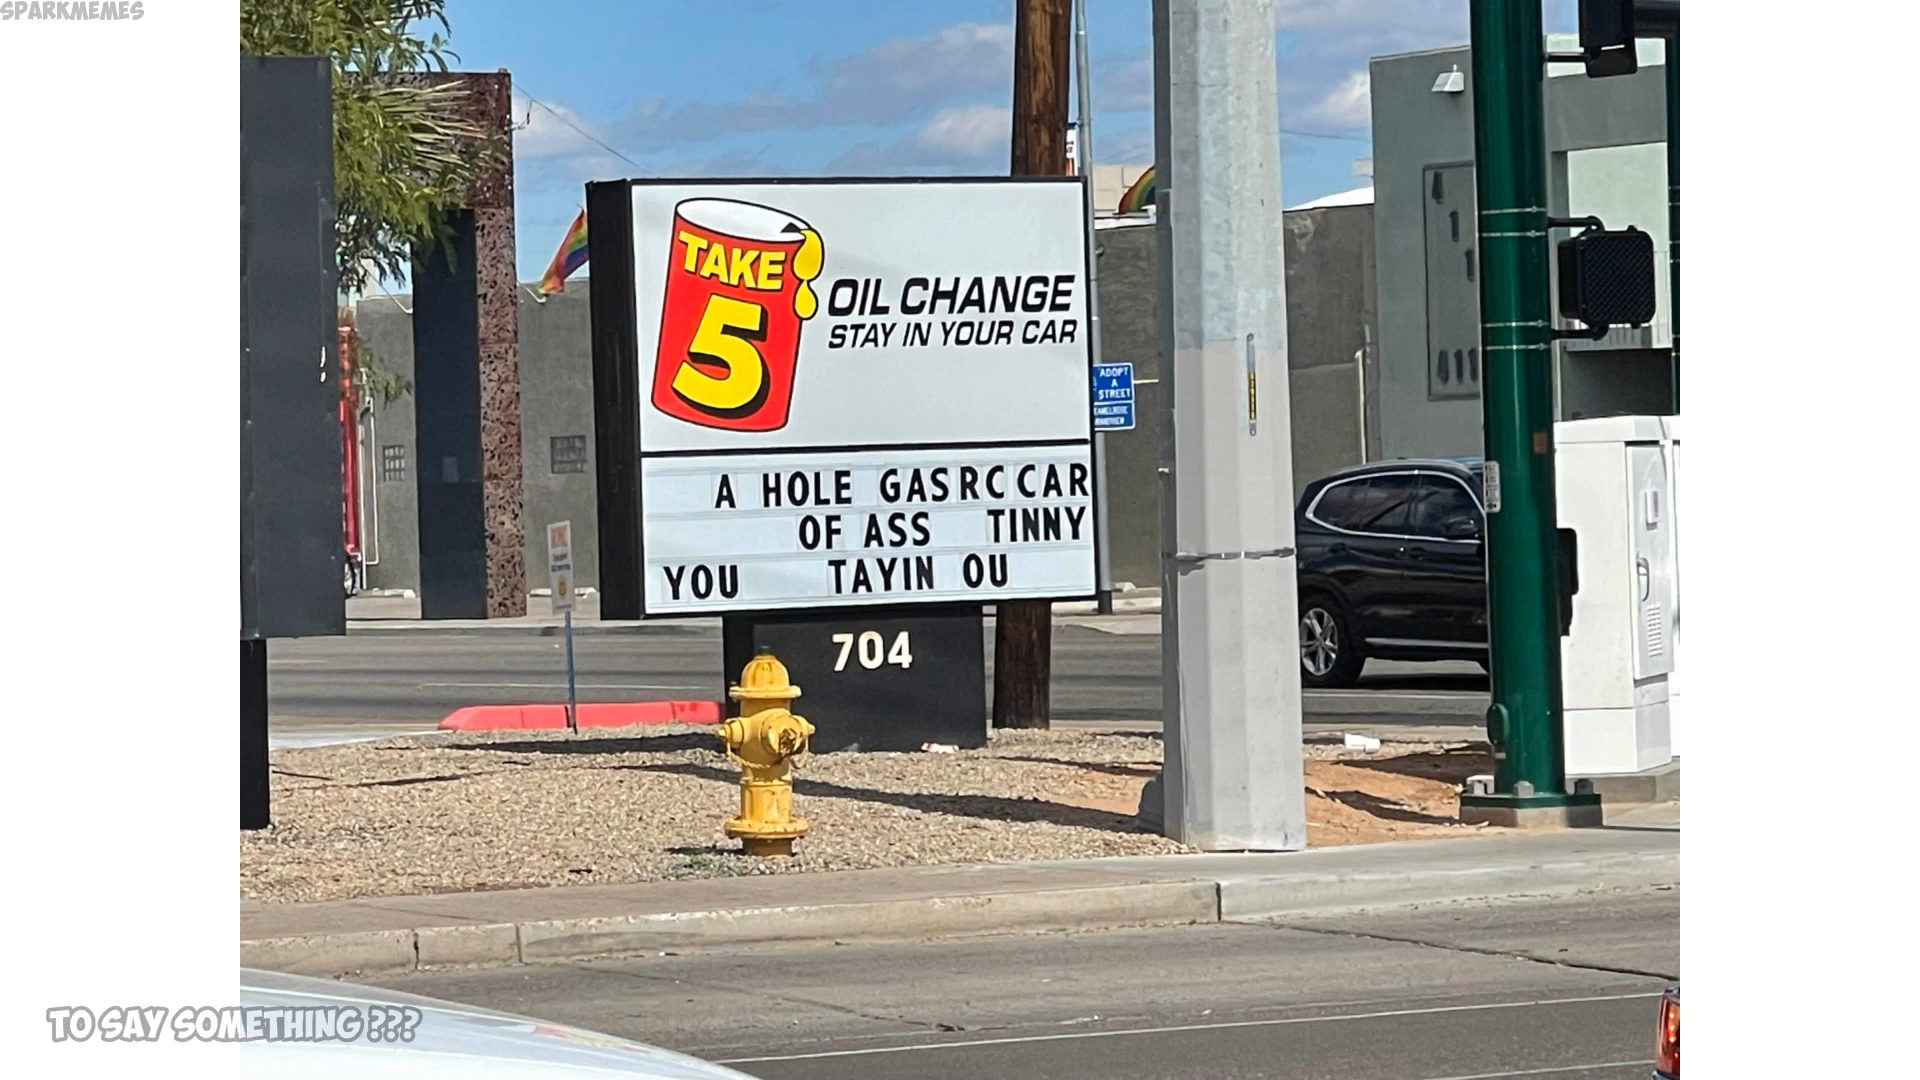 SPARKMEMES
TAKE
5
OIL CHANGE
STAY IN YOUR CAR
ADOPT
A
STREET
A HOLE GASRCCAR
OF ASS TINNY
YOU TAYIN OU
704
TO SAY SOMETHING ???